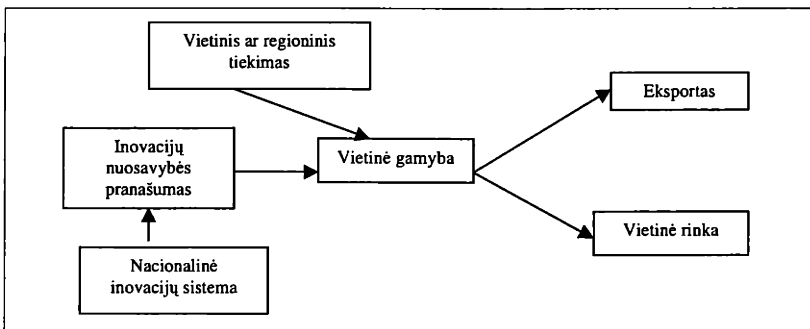 Vietinis ar regioninis
tiekimas
Eksportas
Inovacijų
nuosavybės
pranašumas
Vietinė gamyba
Vietinė rinka
Nacionalinė
inovacijų sistema